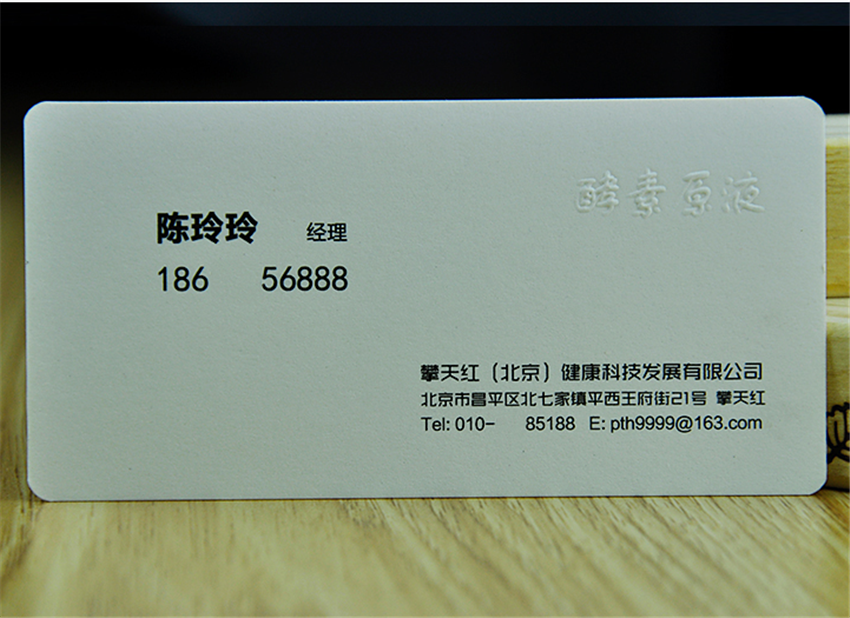 酵素原液
陈玲玲 经理
186 56888
攀天红（北京）健康科技发展有限公司
北京市昌平区北七家镇平西王府街21号 攀天红
Tel: 010- 85188 E: pth9999@163.com